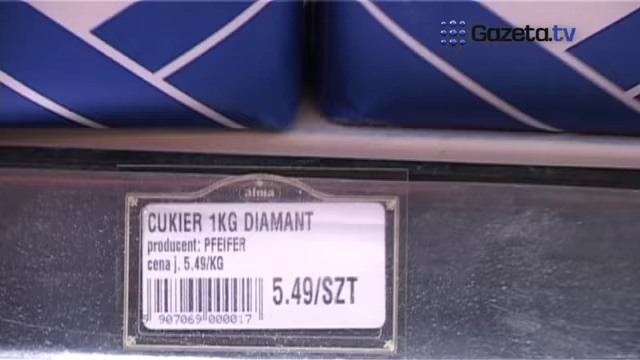 Gazeta.tv
alma
CUKIER 1KG DIAMANT
producent: PFEIFER
cena j. 5.49/KG
5.49/SZT
907069 000017